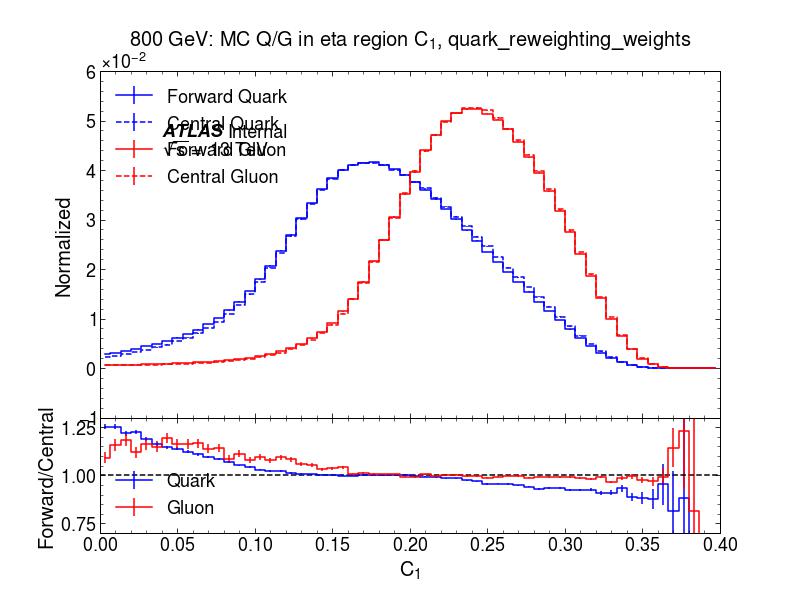 800 GeV: MC Q/G in eta region C₁, quark_reweighting_weights
×10⁻²
6
5
4
3
2
1
0
−1
Normalized
Forward Quark
Central Quark
ATLAS Internal
√s = 13 TeV
Forward Gluon
Central Gluon
Forward/Central
1.25
1.00
0.75
Quark
Gluon
0.00 0.05 0.10 0.15 0.20 0.25 0.30 0.35 0.40
C₁